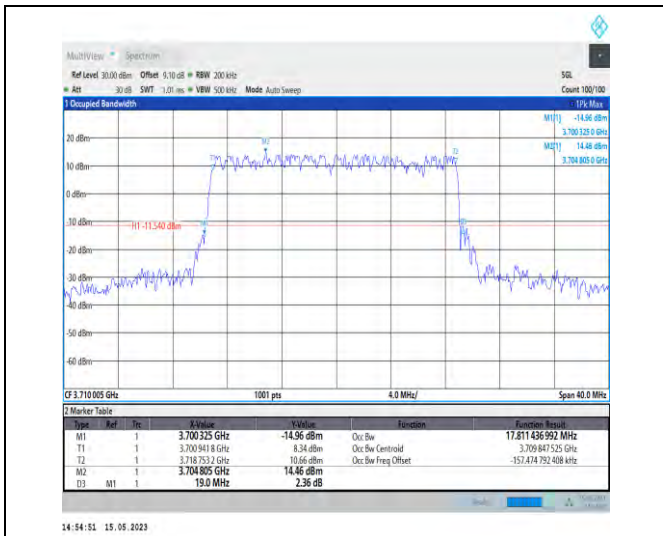 MultiView Spectrum
Ref Level 30.00 dBm Offset 9.10 dB RBW 200 kHz SGL
Att 30 dB SWT 1.01 ms VBW 500 kHz Mode Auto Sweep Count 100/100
1 Occupied Bandwidth 1Pk Max
M1[1] -14.96 dBm
3.700 325 0 GHz
M2[1] 14.46 dBm
3.704 805 0 GHz
20 dBm
M2
T2
10 dBm
0 dBm
-10 dBm
H1 -11.540 dBm
-20 dBm
-30 dBm
-40 dBm
-50 dBm
-60 dBm
CF 3.710 005 GHz 1001 pts 4.0 MHz/ Span 40.0 MHz
2 Marker Table
Type Ref Trc X-Value Y-Value Function Function Result
M1 1 3.700 325 GHz -14.96 dBm Occ Bw 17.811 436 992 MHz
T1 1 3.700 941 8 GHz 8.34 dBm Occ Bw Centroid 3.709 847 525 GHz
T2 1 3.718 753 2 GHz 10.66 dBm Occ Bw Freq Offset -157.474 792 408 kHz
M2 1 3.704 805 GHz 14.46 dBm
D3 M1 1 19.0 MHz 2.36 dB
14:54:51 15.05.2023